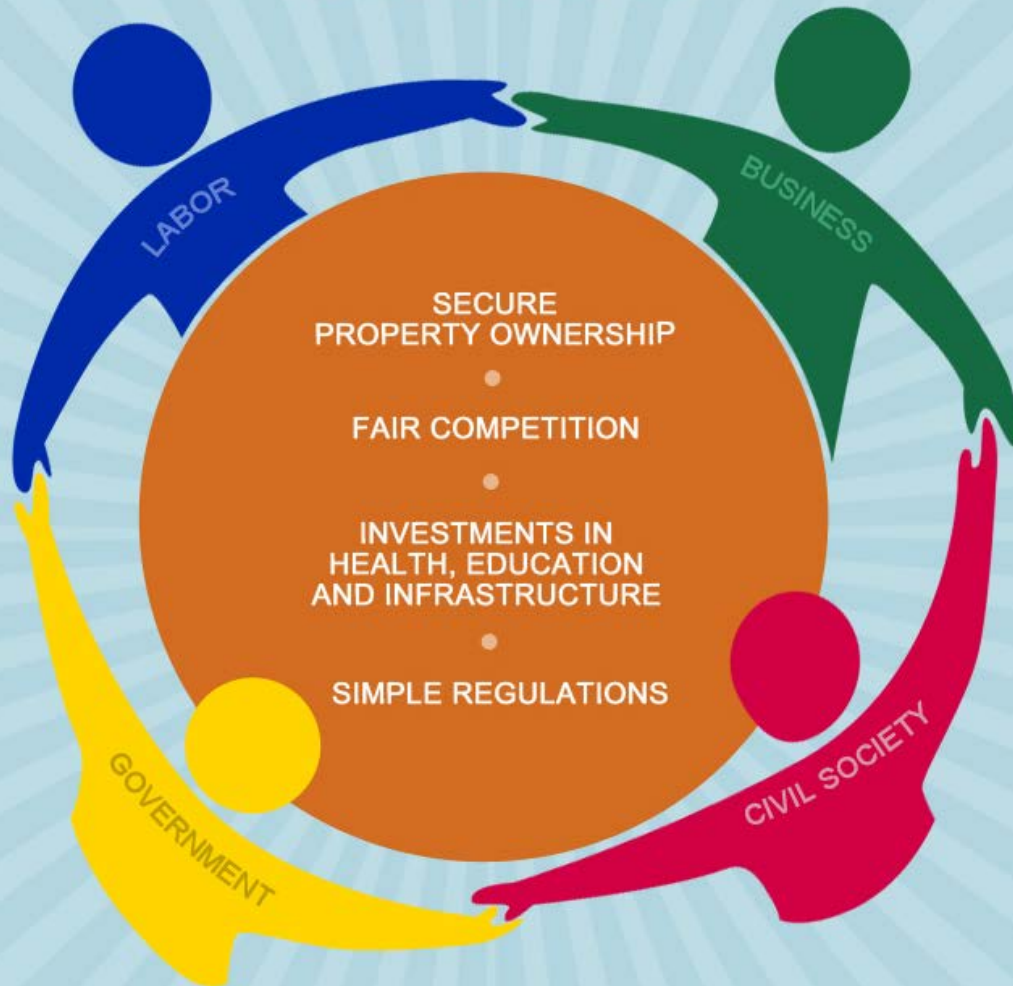 LABOR
BUSINESS
SECURE
PROPERTY OWNERSHIP
FAIR COMPETITION
INVESTMENTS IN
HEALTH, EDUCATION
AND INFRASTRUCTURE
SIMPLE REGULATIONS
GOVERNMENT
CIVIL SOCIETY